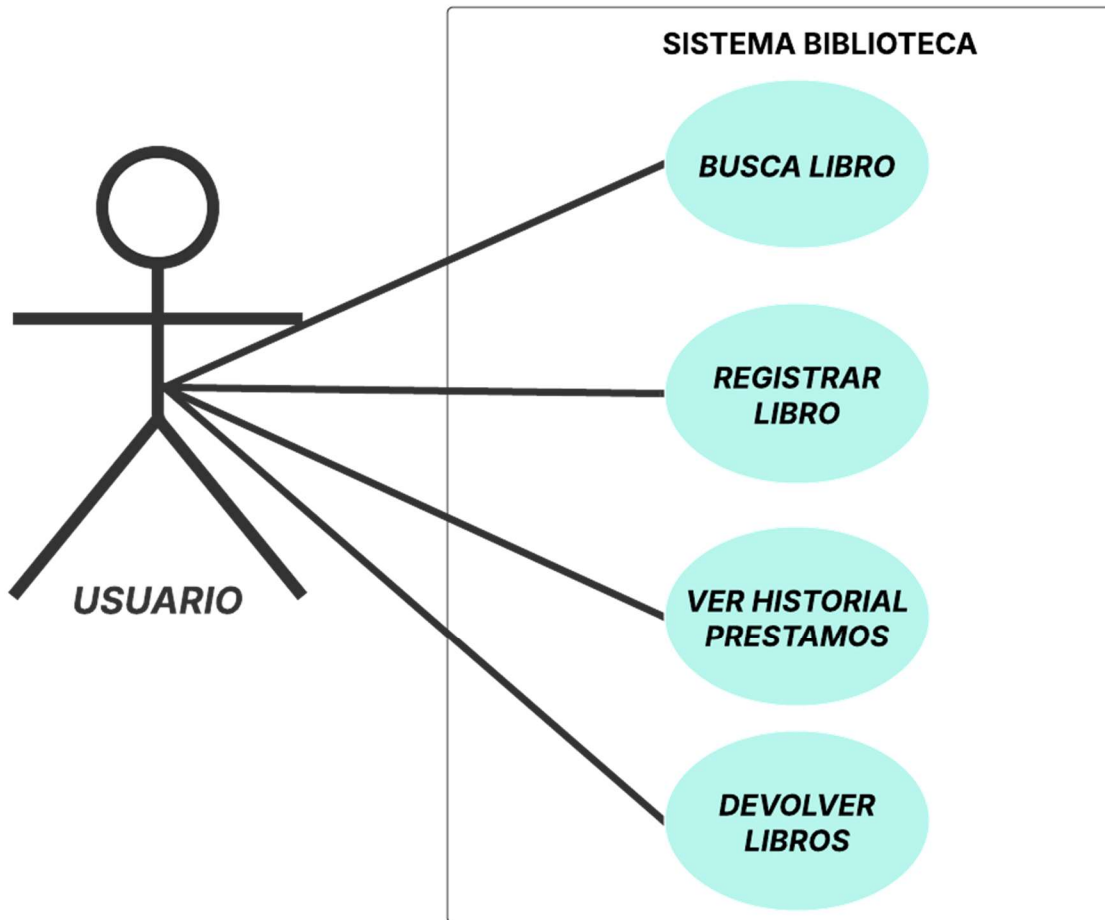 SISTEMA BIBLIOTECA
BUSCA LIBRO
REGISTRAR
LIBRO
VER HISTORIAL
PRESTAMOS
DEVOLVER
LIBROS
USUARIO